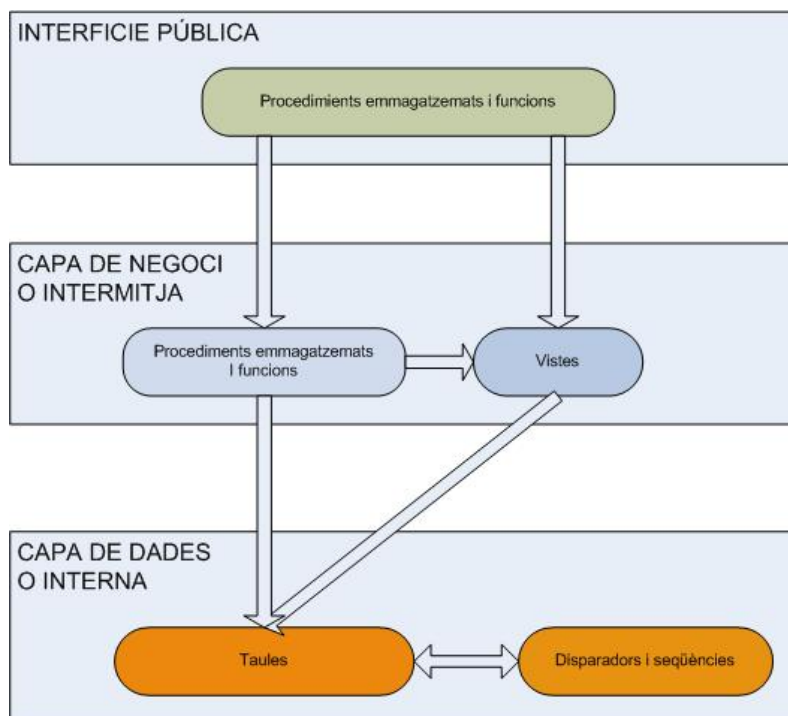 INTERFICIE PÚBLICA
Procedimients emmagatzemats i funcions
CAPA DE NEGOCI
O INTERMITJA
Procediments emmagatzemats
I funcions
Vistes
CAPA DE DADES
O INTERNA
Taules
Disparadors i seqüències